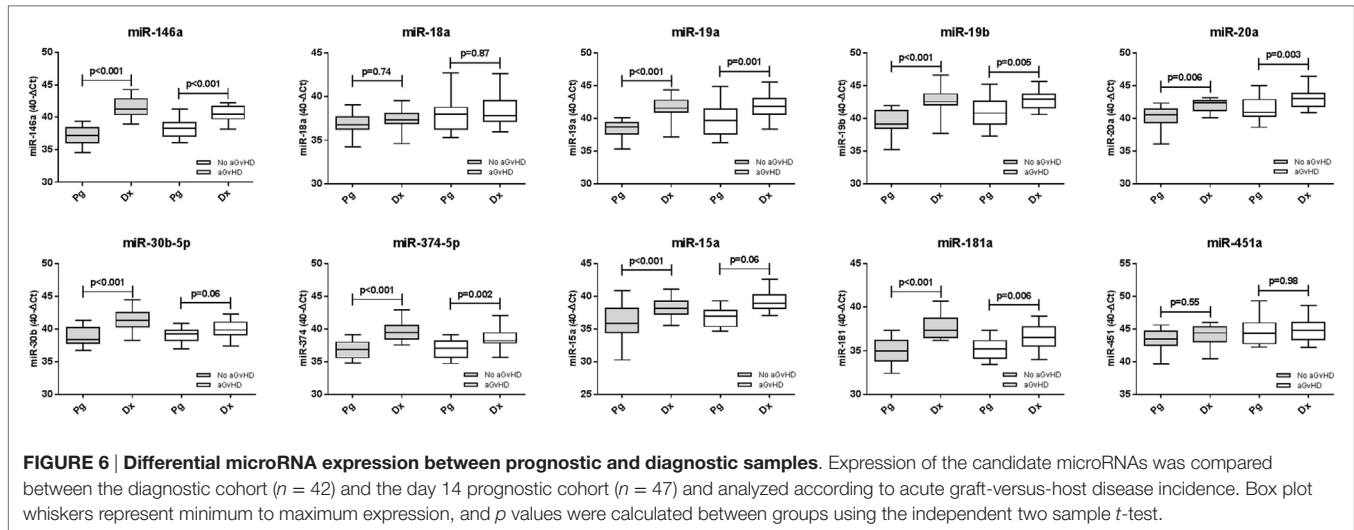 miR-146a
miR-146a (40-ΔCt)
50
45
40
35
30
p<0.001
p<0.001
No aGvHD
aGvHD
Pg
Dx
Pg
Dx
miR-18a
miR-18a (40-ΔCt)
45
40
35
30
p=0.74
p=0.87
No aGvHD
aGvHD
Pg
Dx
Pg
Dx
miR-19a
miR-19a (40-ΔCt)
50
45
40
35
30
p<0.001
p=0.001
No aGvHD
aGvHD
Pg
Dx
Pg
Dx
miR-19b
miR-19b (40-ΔCt)
50
45
40
35
30
p<0.001
p=0.005
No aGvHD
aGvHD
Pg
Dx
Pg
Dx
miR-20a
miR-20a (40-ΔCt)
50
45
40
35
30
p=0.006
p=0.003
No aGvHD
aGvHD
Pg
Dx
Pg
Dx
miR-30b-5p
miR-30b (40-ΔCt)
50
45
40
35
30
p<0.001
p=0.06
No aGvHD
aGvHD
Pg
Dx
Pg
Dx
miR-374-5p
miR-374 (40-ΔCt)
50
45
40
35
30
p<0.001
p=0.002
No aGvHD
aGvHD
Pg
Dx
Pg
Dx
miR-15a
miR-15a (40-ΔCt)
45
40
35
30
25
p<0.001
p=0.06
No aGvHD
aGvHD
Pg
Dx
Pg
Dx
miR-181a
miR-181 (40-ΔCt)
45
40
35
30
p<0.001
p=0.006
No aGvHD
aGvHD
Pg
Dx
Pg
Dx
miR-451a
miR-451 (40-ΔCt)
55
50
45
40
35
p=0.55
p=0.98
No aGvHD
aGvHD
Pg
Dx
Pg
Dx
FIGURE 6 | Differential microRNA expression between prognostic and diagnostic samples. Expression of the candidate microRNAs was compared
between the diagnostic cohort (n = 42) and the day 14 prognostic cohort (n = 47) and analyzed according to acute graft-versus-host disease incidence. Box plot
whiskers represent minimum to maximum expression, and p values were calculated between groups using the independent two sample t-test.